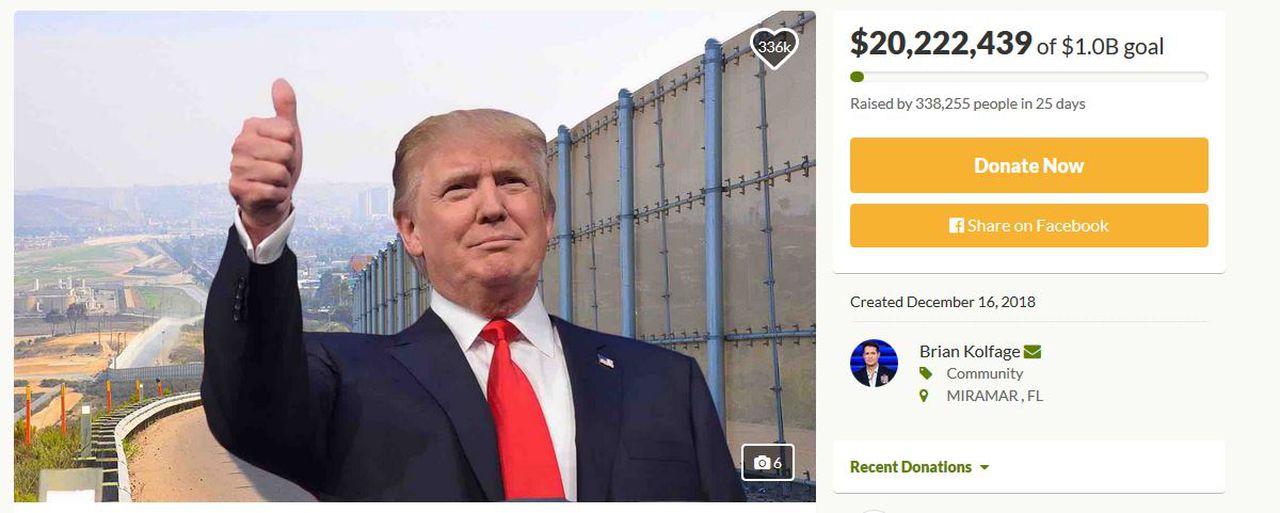 336k
6
$20,222,439 of $1.0B goal
Raised by 338,255 people in 25 days
Donate Now
Share on Facebook
Created December 16, 2018
Brian Kolfage
Community
MIRAMAR , FL
Recent Donations